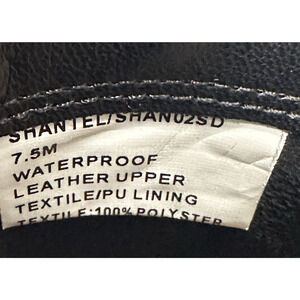 SHANTEL/SHAN02SD
7.5M
WATERPROOF
LEATHER UPPER
TEXTILE/PU LINING
TEXTILE:100% POLYSTER